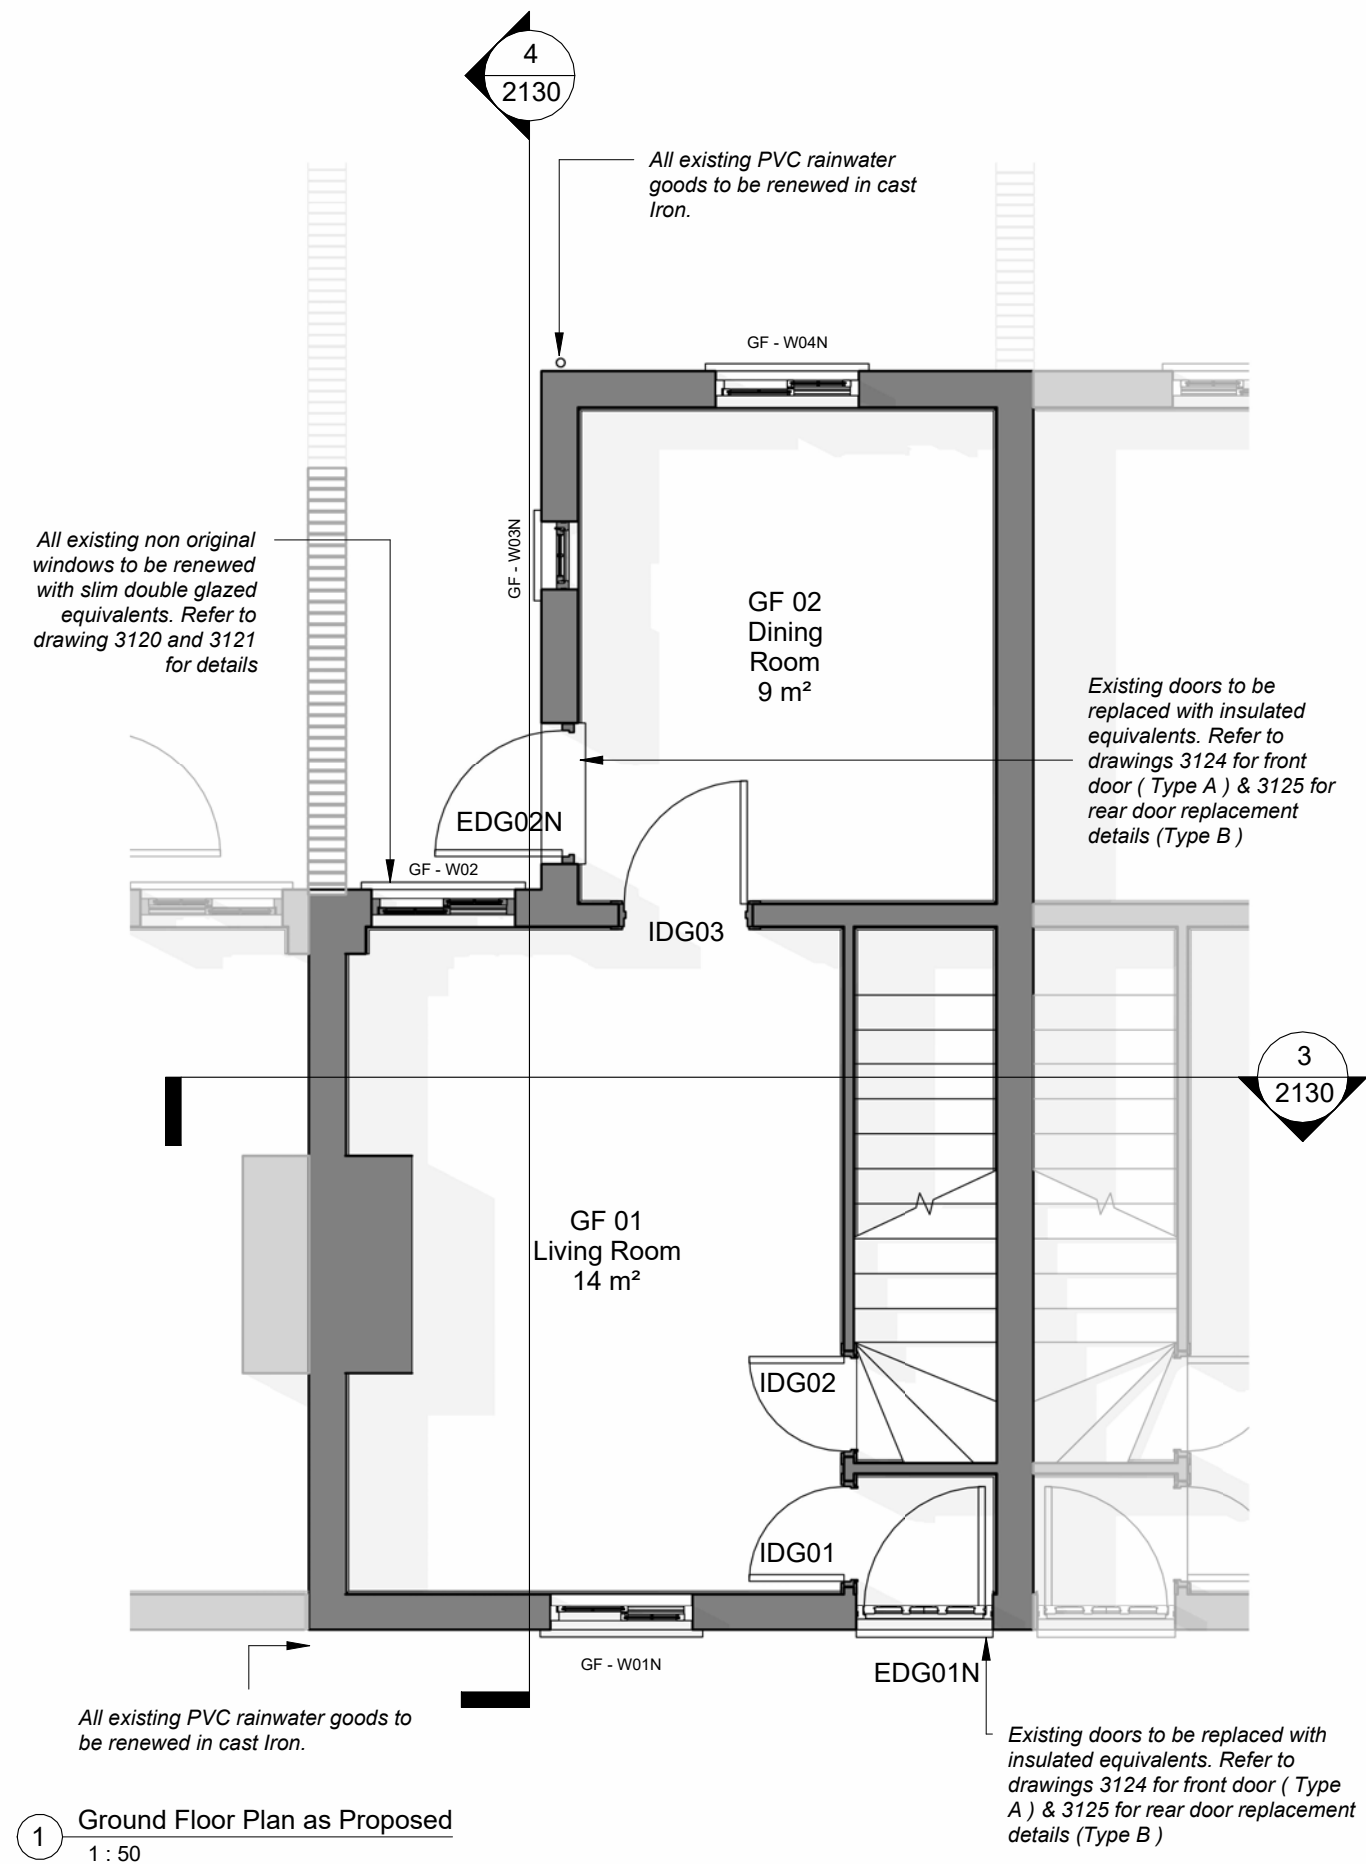 4
2130
All existing PVC rainwater
goods to be renewed in cast
Iron.
GF - W04N
All existing non original
windows to be renewed
with slim double glazed
equivalents. Refer to
drawing 3120 and 3121
for details
GF - W03N
GF 02
Dining
Room
9 m²
Existing doors to be
replaced with insulated
equivalents. Refer to
drawings 3124 for front
door ( Type A ) & 3125 for
rear door replacement
details (Type B )
EDG02N
GF - W02
IDG03
3
2130
GF 01
Living Room
14 m²
IDG02
IDG01
GF - W01N
EDG01N
All existing PVC rainwater goods to
be renewed in cast Iron.
Existing doors to be replaced with
insulated equivalents. Refer to
drawings 3124 for front door ( Type
A ) & 3125 for rear door replacement
details (Type B )
1
Ground Floor Plan as Proposed
1 : 50